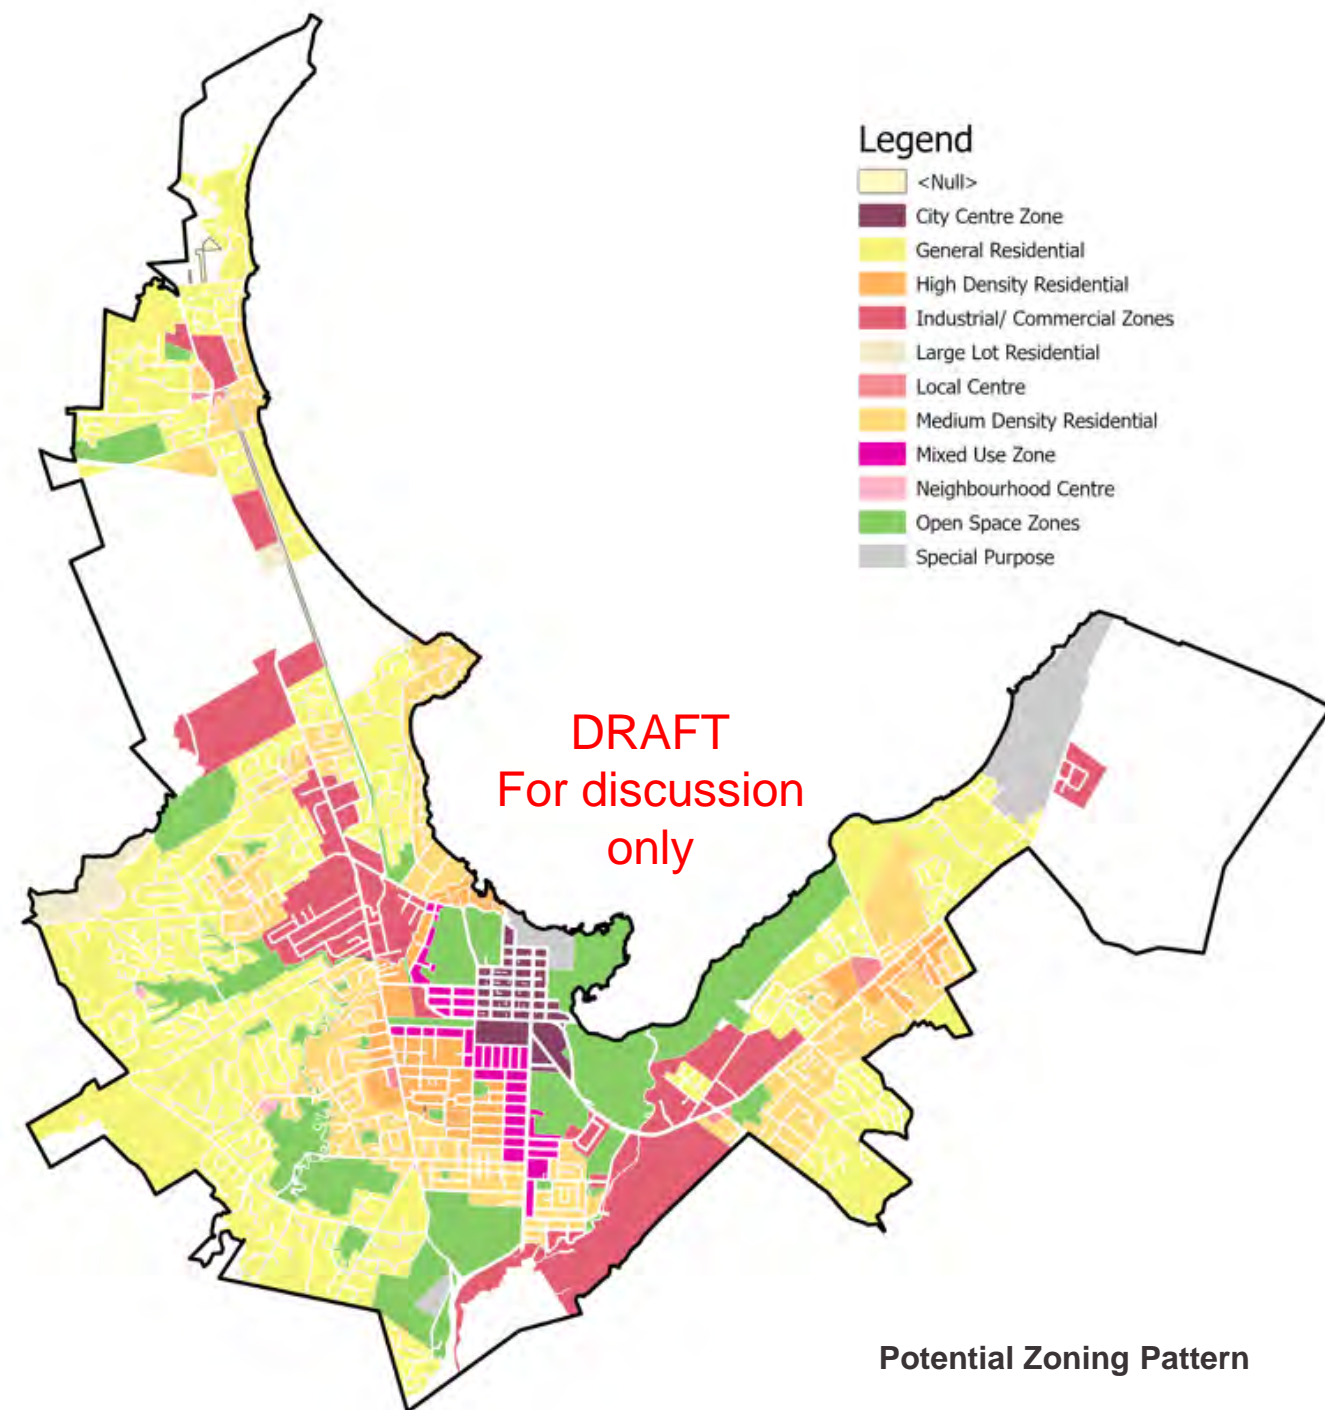 Legend
<Null>
City Centre Zone
General Residential
High Density Residential
Industrial/ Commercial Zones
Large Lot Residential
Local Centre
Medium Density Residential
Mixed Use Zone
Neighbourhood Centre
Open Space Zones
Special Purpose
DRAFT
For discussion
only
Potential Zoning Pattern